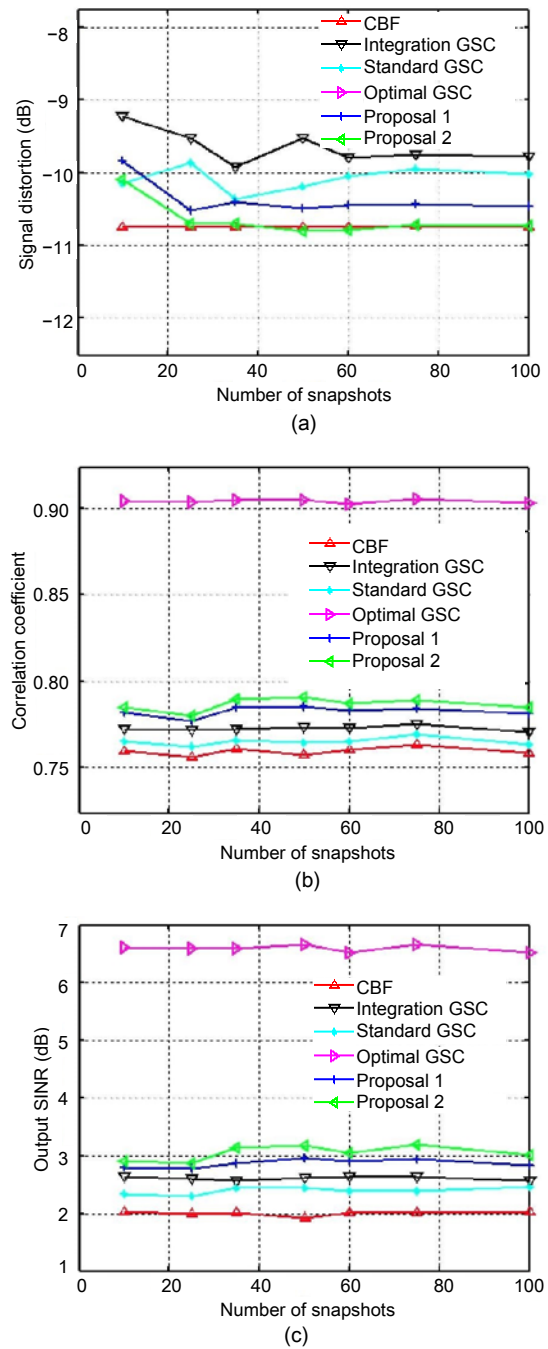 −8
−9
−10
−11
−12
Signal distortion (dB)
CBF
Integration GSC
Standard GSC
Optimal GSC
Proposal 1
Proposal 2
0 20 40 60 80 100
Number of snapshots
(a)
0.90
0.85
0.80
0.75
Correlation coefficient
CBF
Integration GSC
Standard GSC
Optimal GSC
Proposal 1
Proposal 2
0 20 40 60 80 100
Number of snapshots
(b)
7
6
5
4
3
2
1
Output SINR (dB)
CBF
Integration GSC
Standard GSC
Optimal GSC
Proposal 1
Proposal 2
0 20 40 60 80 100
Number of snapshots
(c)